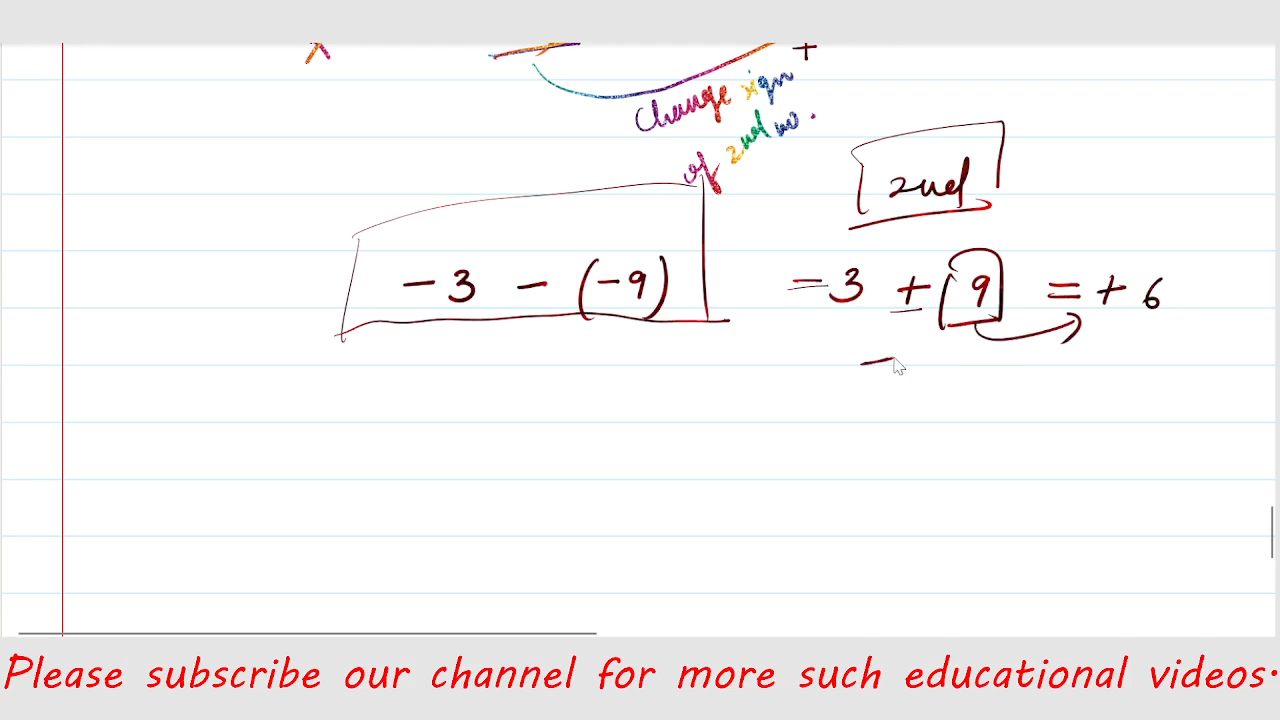 +
Change sign
of 2nd no.
2nd
-3 - (-9)
-3 + 9 = + 6
-
Please subscribe our channel for more such educational videos.